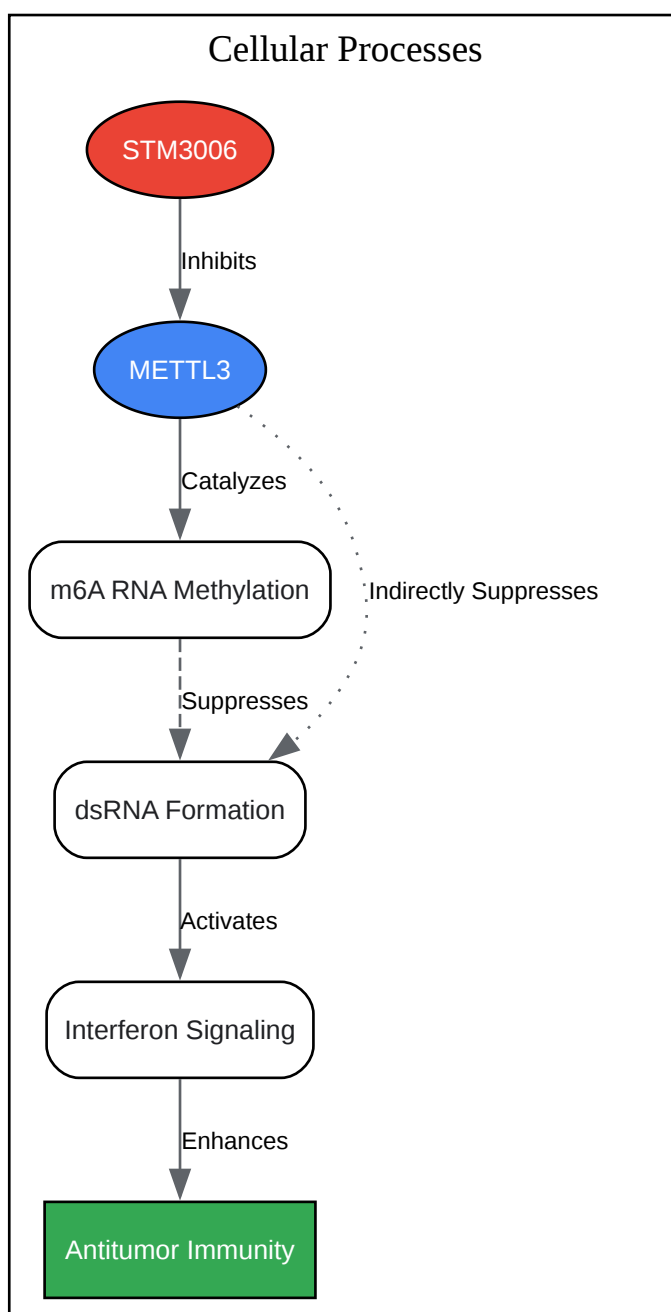 Cellular Processes
STM3006
Inhibits
METTL3
Catalyzes
m6A RNA Methylation
Indirectly Suppresses
Suppresses
dsRNA Formation
Activates
Interferon Signaling
Enhances
Antitumor Immunity